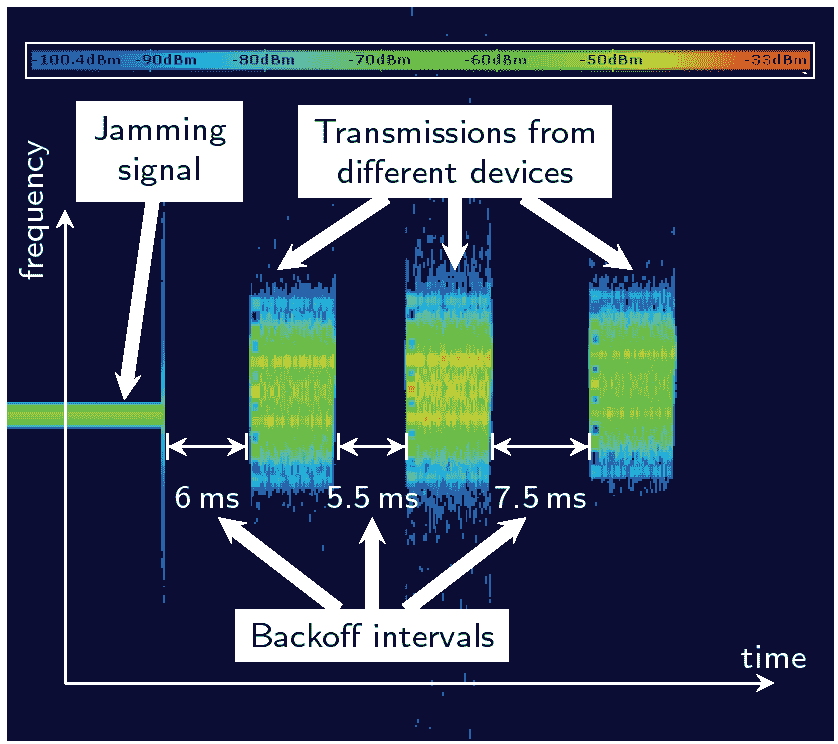 -100.4dBm -90dBm -80dBm -70dBm -60dBm -50dBm -33dBm
Jamming
signal
Transmissions from
different devices
frequency
6 ms 5.5 ms 7.5 ms
Backoff intervals
time